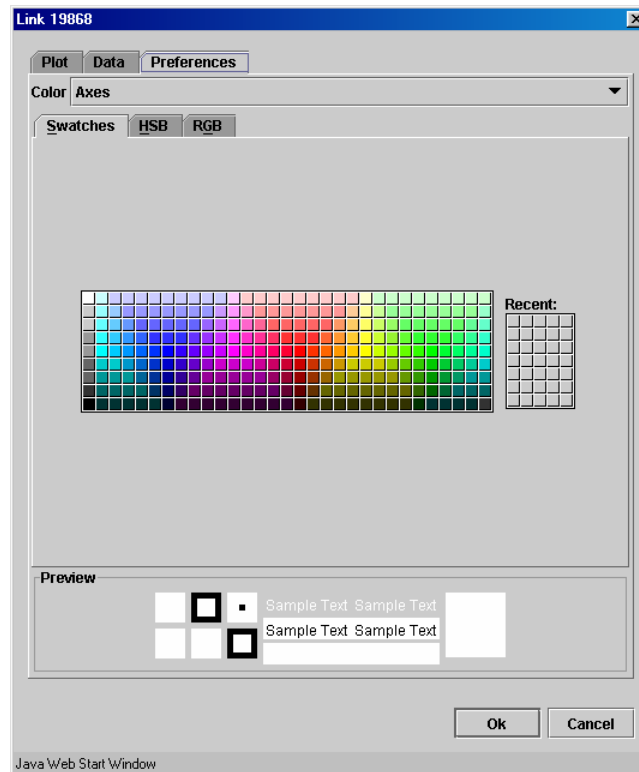 Link 19868
Plot Data Preferences
Color Axes
Swatches HSB RGB
Recent:
Preview
Sample Text Sample Text
Sample Text Sample Text
Ok Cancel
Java Web Start Window